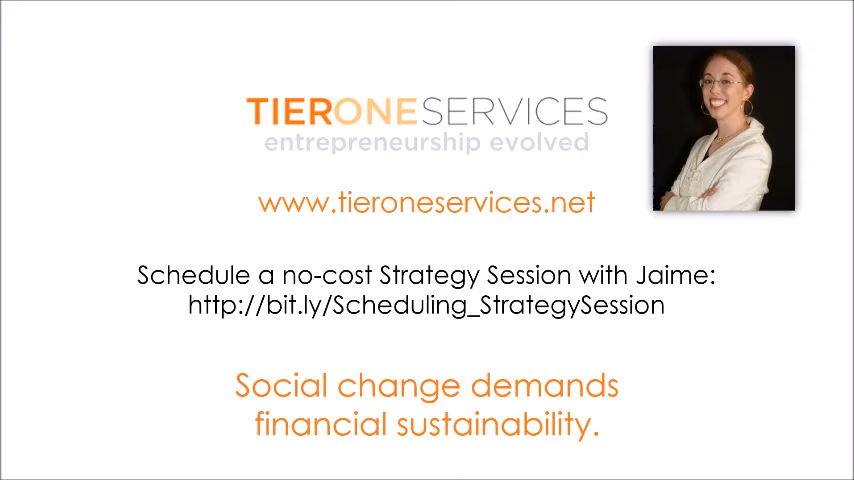 TIERONESERVICES
entrepreneurship evolved
www.tieroneservices.net
Schedule a no-cost Strategy Session with Jaime:
http://bit.ly/Scheduling_StrategySession
Social change demands
financial sustainability.